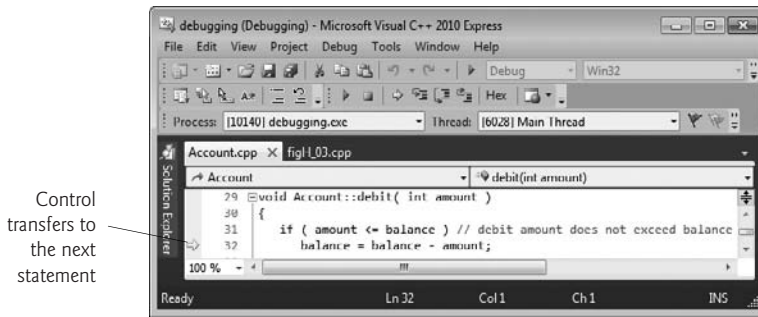 debugging (Debugging) - Microsoft Visual C++ 2010 Express
File Edit View Project Debug Tools Window Help
Debug Win32
Hex
Process: [10140] debugging.exe Thread: [6028] Main Thread
Solution Explorer
Account.cpp figH_03.cpp
Account debit(int amount)
29 void Account::debit( int amount )
30 {
31 if ( amount <= balance ) // debit amount does not exceed balance
32 balance = balance - amount;
100 %
Ready Ln 32 Col 1 Ch 1 INS
Control
transfers to
the next
statement